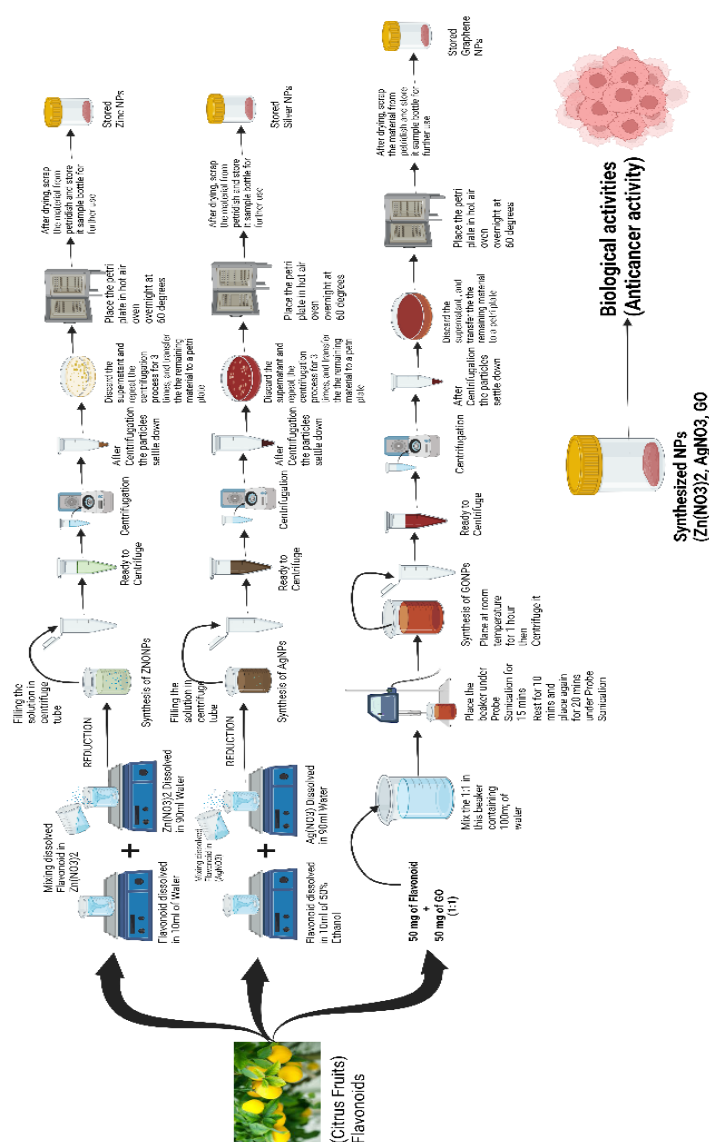 (Citrus Fruits)
Flavonoids
Flavonoid dissolved
in 10ml of Water
Mixing dissolved
Flavonoid in
Zn(NO3)2
Zn(NO3)2 Dissolved
in 90ml Water
REDUCTION
Filling the
solution in
centrifuge
tube
Synthesis of ZNONPs
Ready to
Centrifuge
Centrifugation
After
Centrifugation
the particles
settle down
Discard the
supernatant and
repeat the
centrifugation
process for 3
times, and transfer
the the remaining
material to a petri
plate
Place the petri
plate in hot air
oven
overnight at
60 degrees
After drying, scrap
the material from
petridish and store
it sample bottle for
further use
Stored
Zinc NPs
Flavonoid dissolved
in 10ml of 50%
Ethanol
Mixing dissolved
Flavonoid in
(AgNO3)
Ag(NO3) Dissolved
in 90ml Water
REDUCTION
Filling the
solution in
centrifuge
tube
Synthesis of AgNPs
Ready to
Centrifuge
Centrifugation
After
Centrifugation
the particles
settle down
Discard the
supernatant and
repeat the
centrifugation
process for 3
times, and transfer
the the remaining
material to a petri
plate
Place the petri
plate in hot air
oven
overnight at
60 degrees
After drying, scrap
the material from
petridish and store
it sample bottle for
further use
Stored
Silver NPs
50 mg of Flavonoid
+
50 mg of GO
(1:1)
Mix the 1:1 in
this beaker
containing
100mL of
water
Place the
beaker under
Probe
Sonication for
15 mins
Rest for 10
mins and
place again
for 20 mins
under Probe
Sonication
Synthesis of GONPs
Place at room
temperature
for 1 hour
then
Centrifuge it
Ready to
Centrifuge
Centrifugation
After
Centrifugation
the particles
settle down
Discard the
supernatant, and
transfer the the
remaining material
to a petri plate
Place the petri
plate in hot air
oven
overnight at
60 degrees
After drying, scrap
the material from
petridish and store
it sample bottle for
further use
Stored
Graphene
NPs
Synthesized NPs
(Zn(NO3)2, AgNO3, GO
Biological activities
(Anticancer activity)